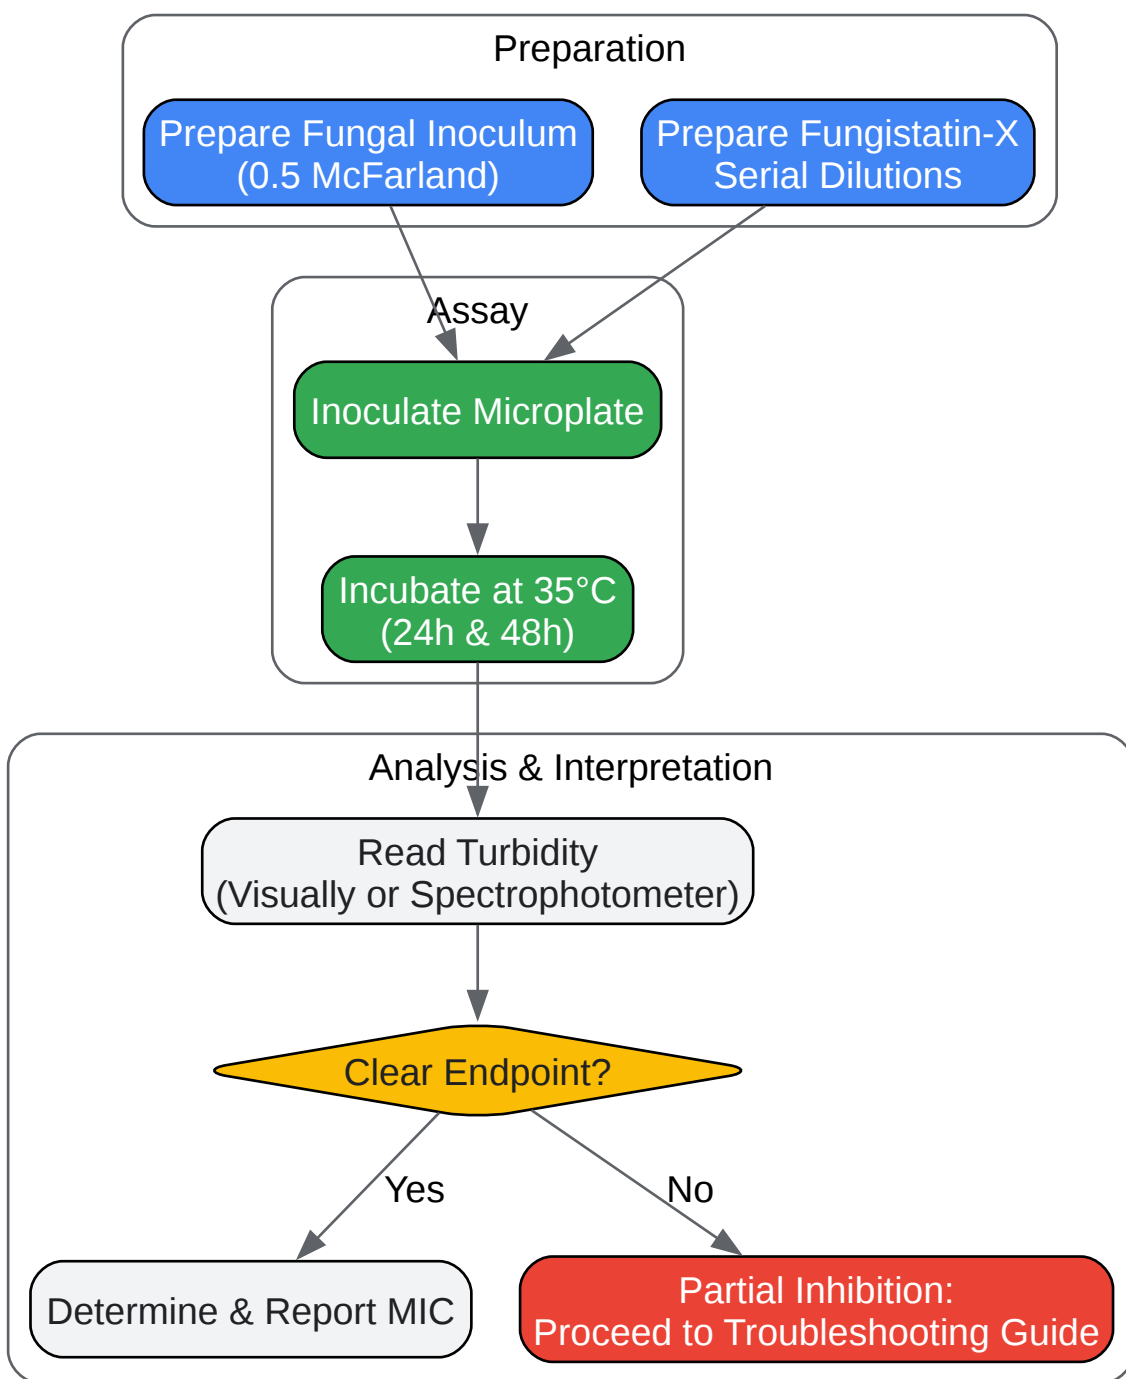 Preparation
Prepare Fungal Inoculum
(0.5 McFarland)
Prepare Fungistatin-X
Serial Dilutions
Assay
Inoculate Microplate
Incubate at 35°C
(24h & 48h)
Analysis & Interpretation
Read Turbidity
(Visually or Spectrophotometer)
Clear Endpoint?
Yes
No
Determine & Report MIC
Partial Inhibition:
Proceed to Troubleshooting Guide